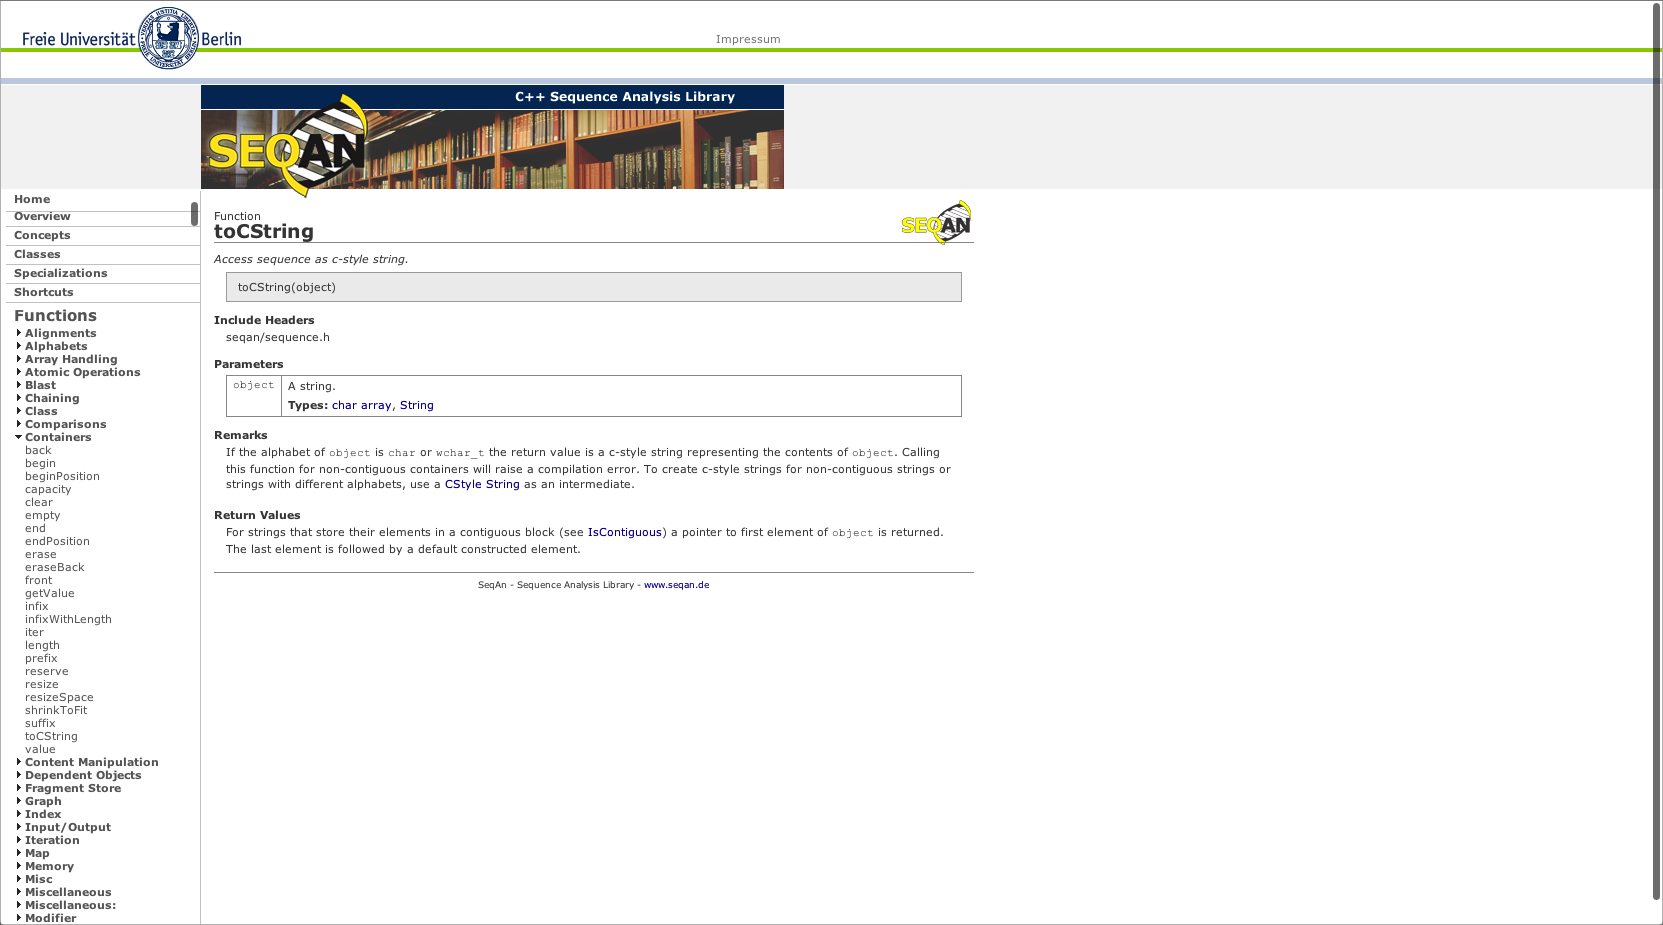 Freie Universität Berlin
Impressum
C++ Sequence Analysis Library
SEQAN
Home
Overview
Concepts
Classes
Specializations
Shortcuts
Functions
Alignments
Alphabets
Array Handling
Atomic Operations
Blast
Chaining
Class
Comparisons
Containers
back
begin
beginPosition
capacity
clear
empty
end
endPosition
erase
eraseBack
front
getValue
infix
infixWithLength
iter
length
prefix
reserve
resize
resizeSpace
shrinkToFit
suffix
toCString
value
Content Manipulation
Dependent Objects
Fragment Store
Graph
Index
Input/Output
Iteration
Map
Memory
Misc
Miscellaneous
Miscellaneous:
Modifier
Function
toCString
SEQAN
Access sequence as c-style string.
toCString(object)
Include Headers
seqan/sequence.h
Parameters
object A string.
Types: char array, String
Remarks
If the alphabet of object is char or wchar_t the return value is a c-style string representing the contents of object. Calling
this function for non-contiguous containers will raise a compilation error. To create c-style strings for non-contiguous strings or
strings with different alphabets, use a CStyle String as an intermediate.
Return Values
For strings that store their elements in a contiguous block (see IsContiguous) a pointer to first element of object is returned.
The last element is followed by a default constructed element.
SeqAn - Sequence Analysis Library - www.seqan.de